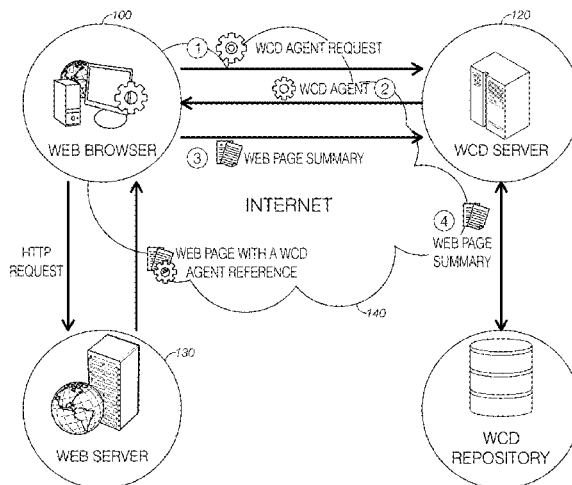 100
120
1
WCD AGENT REQUEST
WCD AGENT
2
WEB BROWSER
WCD SERVER
3
WEB PAGE SUMMARY
INTERNET
4
WEB PAGE
SUMMARY
HTTP
REQUEST
WEB PAGE WITH A WCD
AGENT REFERENCE
140
130
WEB SERVER
WCD
REPOSITORY